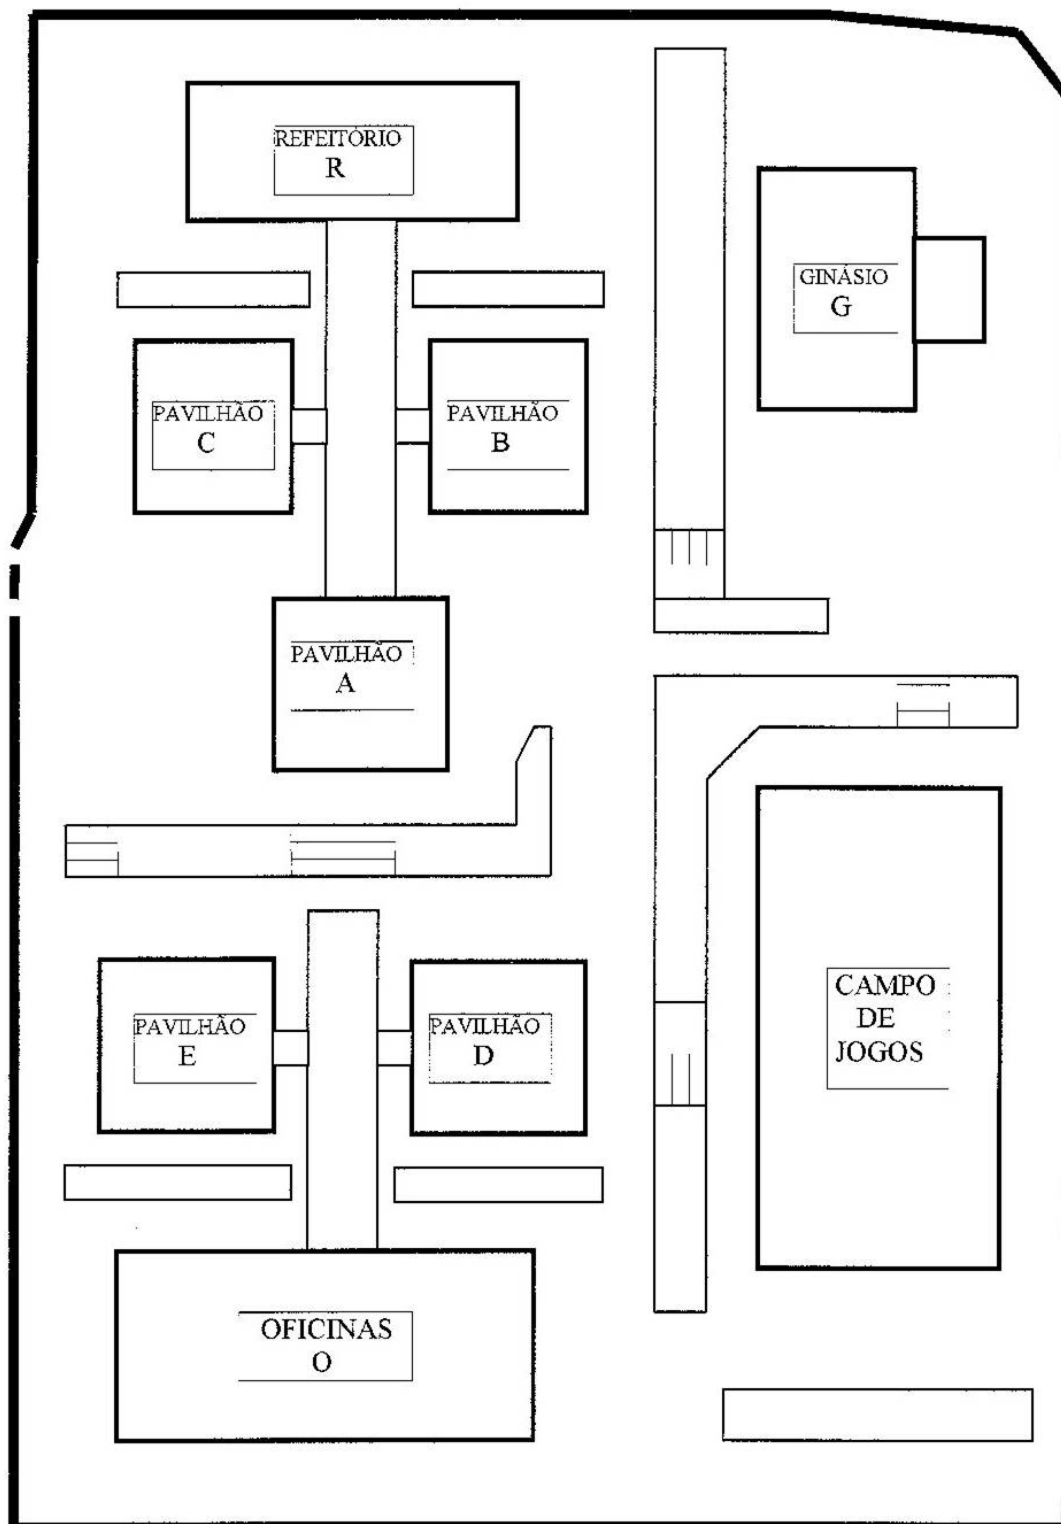 REFEITÓRIO
R
GINÁSIO
G
PAVILHÃO
C
PAVILHÃO
B
PAVILHÃO
A
PAVILHÃO
E
PAVILHÃO
D
CAMPO
DE
JOGOS
OFICINAS
O